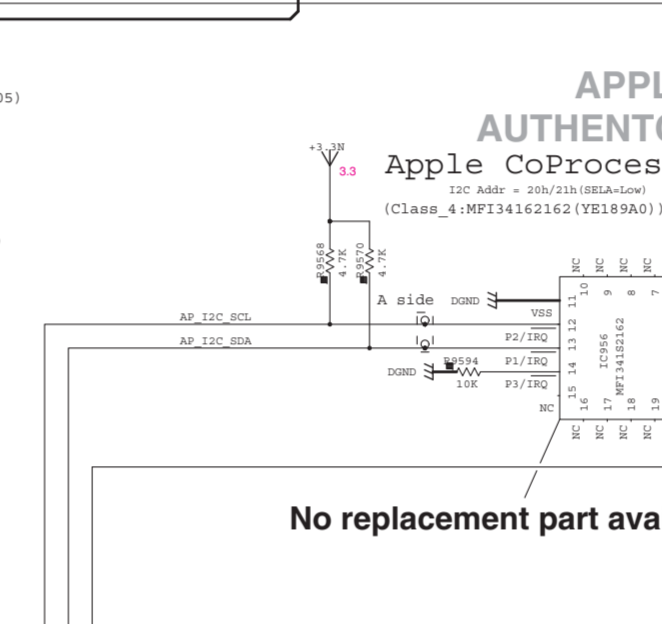 05)
APPL
AUTHENT
+3.3N
3.3
Apple CoProces
I2C Addr = 20h/21h(SELA=Low)
(Class_4:MFI34162162(YE189A0))
R9568
4.7K
R9570
4.7K
NC
NC
NC
NC
10
9
8
7
A side
DGND
11
VSS
AP_I2C_SCL
12
P2/IRQ
AP_I2C_SDA
13
P1/IRQ
IC956
MFI341S2162
DGND
R9594
10K
14
P3/IRQ
15
NC
16
17
18
19
NC
NC
NC
NC
No replacement part ava